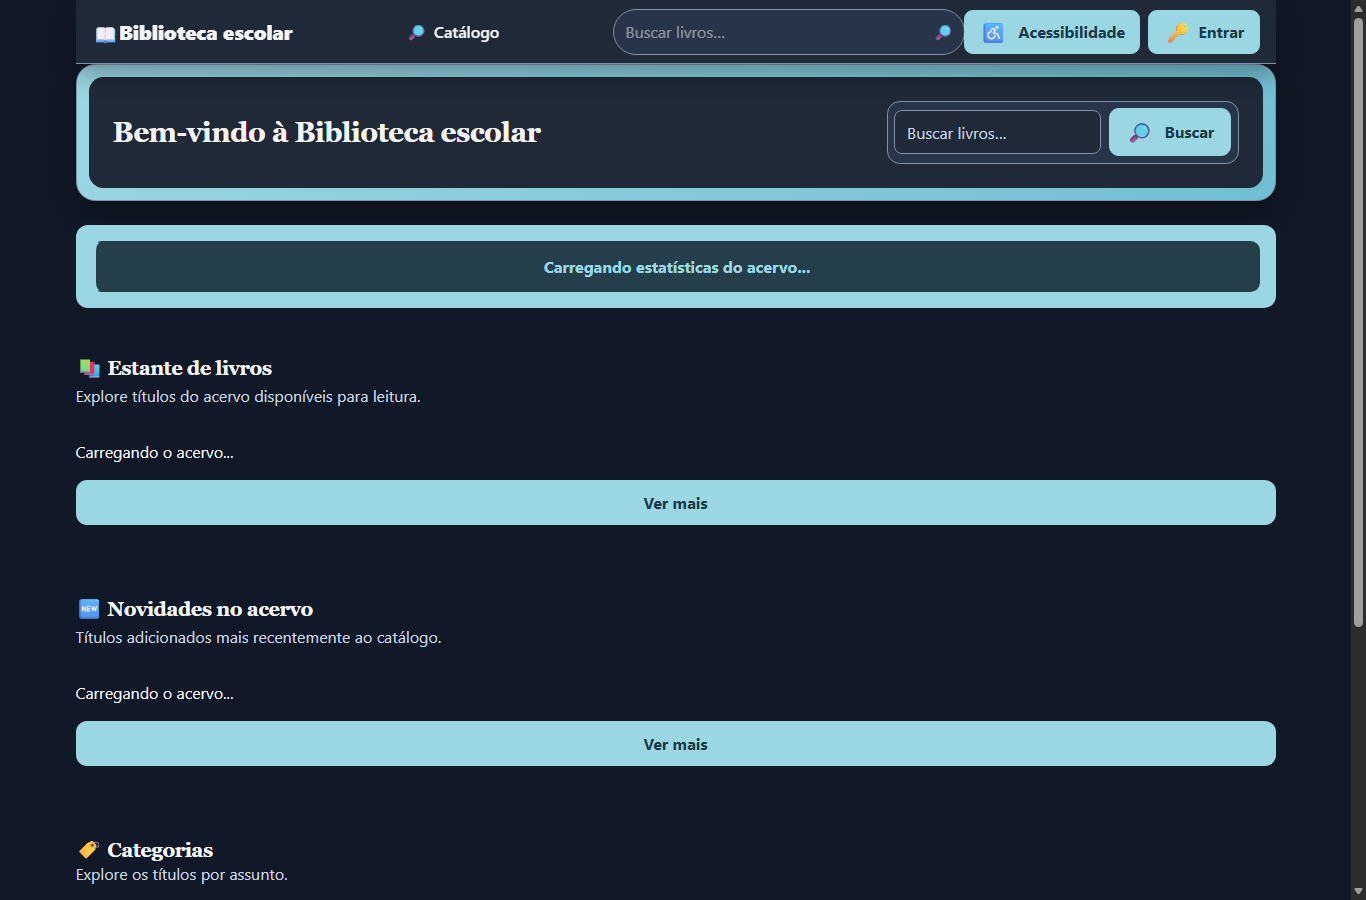 Biblioteca escolar
Catálogo
Buscar livros...
Acessibilidade
Entrar
Bem-vindo à Biblioteca escolar
Buscar livros...
Buscar
Carregando estatísticas do acervo...
Estante de livros
Explore títulos do acervo disponíveis para leitura.
Carregando o acervo...
Ver mais
NEW
Novidades no acervo
Títulos adicionados mais recentemente ao catálogo.
Carregando o acervo...
Ver mais
Categorias
Explore os títulos por assunto.